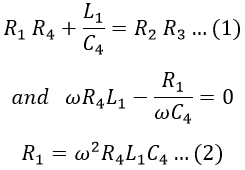 R₁ R₄ + L₁/C₄ = R₂ R₃ … (1)
and ωR₄L₁ − R₁/ωC₄ = 0
R₁ = ω²R₄L₁C₄ … (2)